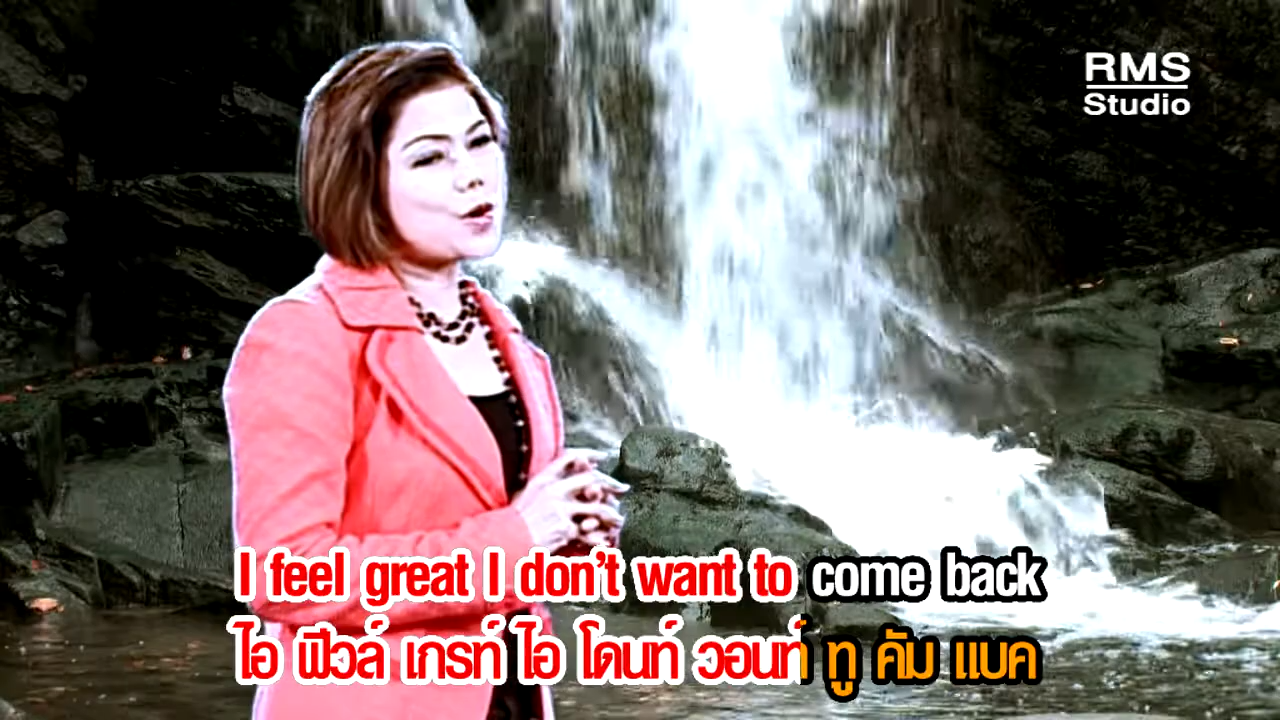 RMS
Studio
I feel great I don't want to come back
ไอ ฟีวล์ เกรท์ ไอ โดนท์ วอนท์ ทู คัม แบค